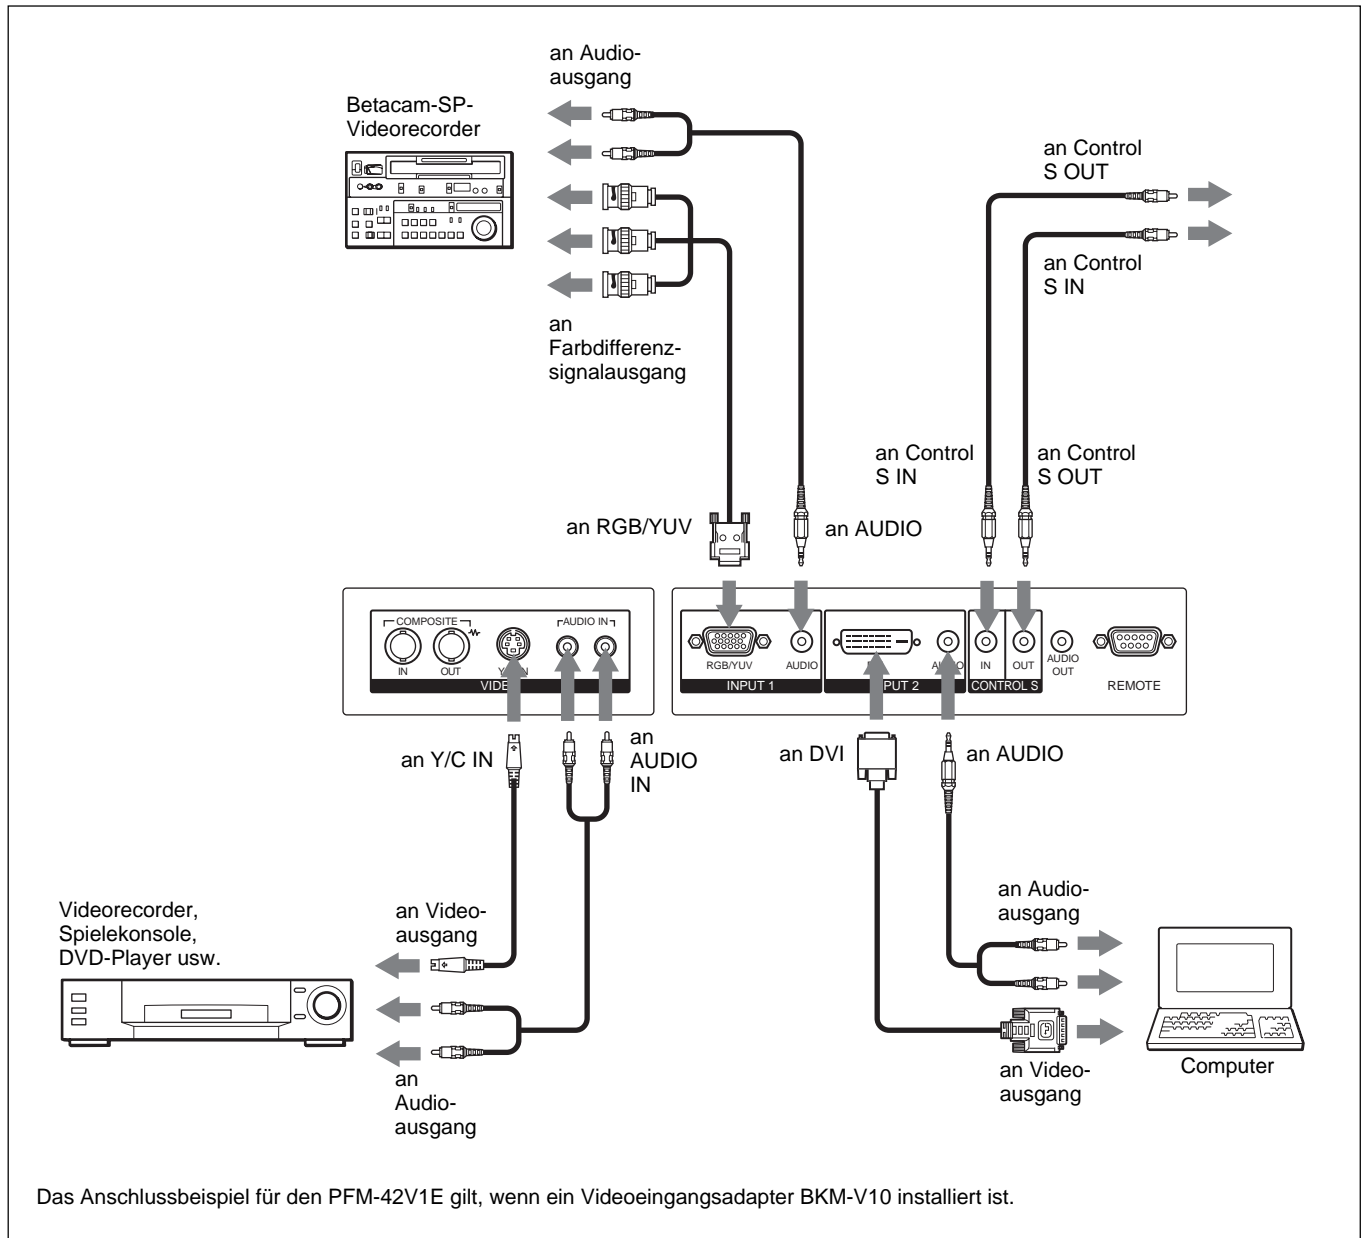 an Audio-
ausgang
Betacam-SP-
Videorecorder
an Control
S OUT
an Control
S IN
an
Farbdifferenz-
signalausgang
an Control
S IN
an Control
S OUT
an RGB/YUV
an AUDIO
COMPOSITE
AUDIO IN
IN
OUT
RGB/YUV
AUDIO
IN
OUT
AUDIO
OUT
INPUT 1
CONTROL S
REMOTE
an Y/C IN
an
AUDIO
IN
an DVI
an AUDIO
Videorecorder,
Spielekonsole,
DVD-Player usw.
an Video-
ausgang
an Audio-
ausgang
an
Audio-
ausgang
an Video-
ausgang
Computer
Das Anschlussbeispiel für den PFM-42V1E gilt, wenn ein Videoeingangsadapter BKM-V10 installiert ist.